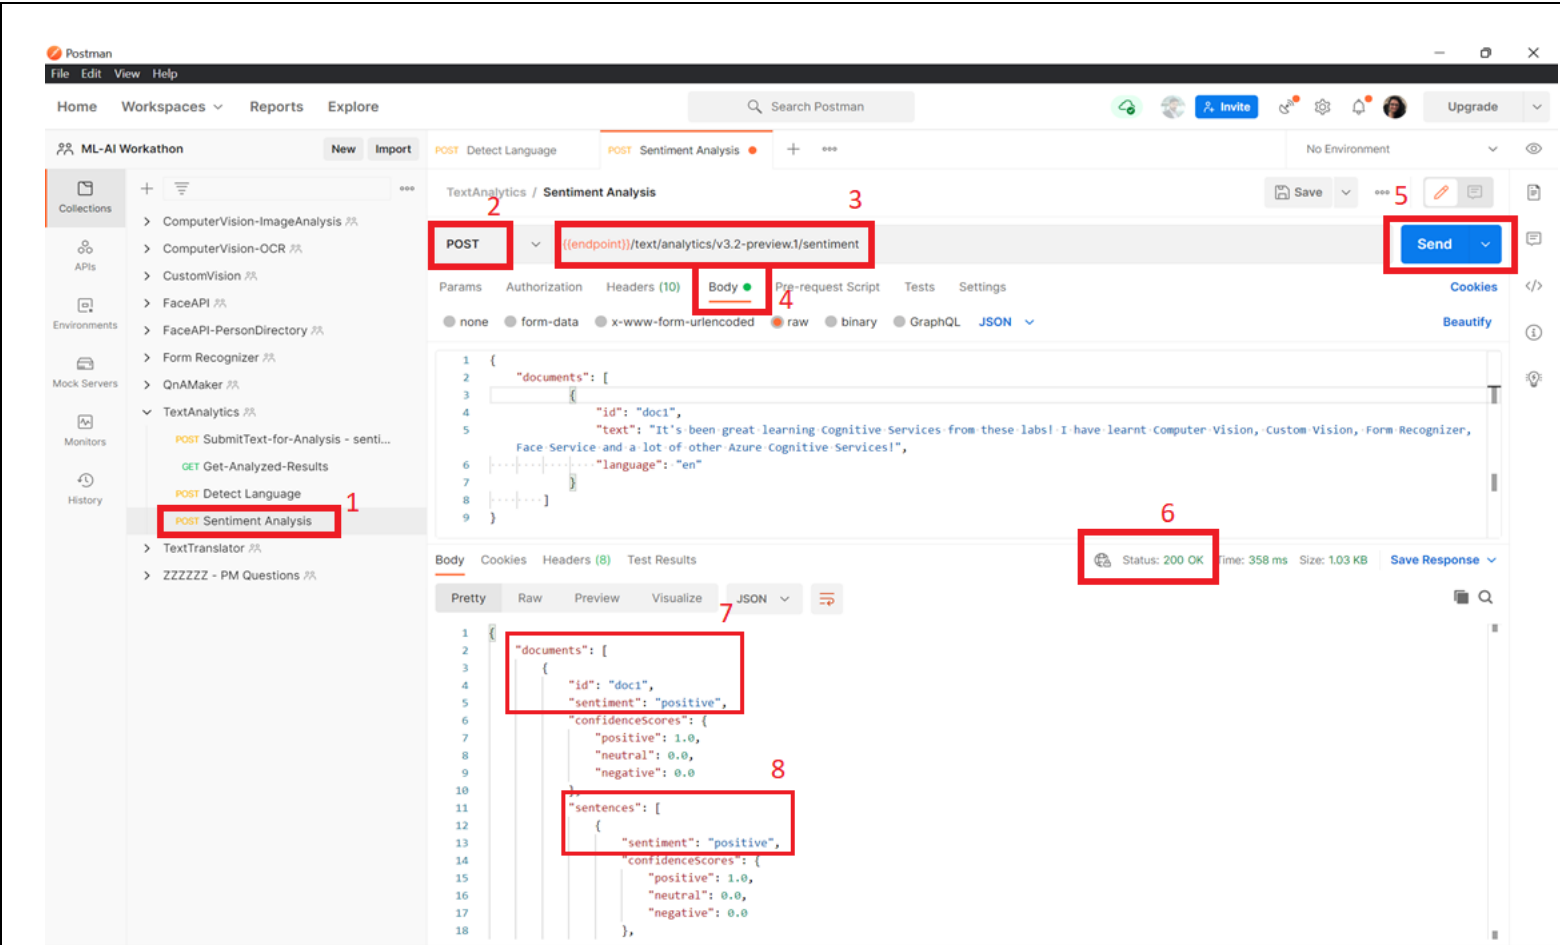 Postman
File Edit View Help
Home Workspaces Reports Explore
Search Postman
Invite
Upgrade
ML-AI Workathon
New Import
POST Detect Language
POST Sentiment Analysis
No Environment
Collections
APIs
Environments
Mock Servers
Monitors
History
ComputerVision-ImageAnalysis
ComputerVision-OCR
CustomVision
FaceAPI
FaceAPI-PersonDirectory
Form Recognizer
QnAMaker
TextAnalytics
POST SubmitText-for-Analysis - senti...
GET Get-Analyzed-Results
POST Detect Language
POST Sentiment Analysis
1
TextTranslator
ZZZZZZ - PM Questions
TextAnalytics / Sentiment Analysis
2
3
Save
5
POST
{{endpoint}}/text/analytics/v3.2-preview.1/sentiment
Send
Params Authorization Headers (10) Body Pre-request Script Tests Settings
Cookies
4
none form-data x-www-form-urlencoded raw binary GraphQL JSON
Beautify
1 {
2 "documents": [
3 {
4 "id": "doc1",
5 "text": "It's been great learning Cognitive Services from these labs! I have learnt Computer Vision, Custom Vision, Form Recognizer,
Face Service and a lot of other Azure Cognitive Services!",
6 "language": "en"
7 }
8 ]
9 }
6
Body Cookies Headers (8) Test Results
Status: 200 OK Time: 358 ms Size: 1.03 KB Save Response
Pretty Raw Preview Visualize JSON
7
1 {
2 "documents": [
3 {
4 "id": "doc1",
5 "sentiment": "positive",
6 "confidenceScores": {
7 "positive": 1.0,
8 "neutral": 0.0,
9 "negative": 0.0
8
10 },
11 "sentences": [
12 {
13 "sentiment": "positive",
14 "confidenceScores": {
15 "positive": 1.0,
16 "neutral": 0.0,
17 "negative": 0.0
18 },